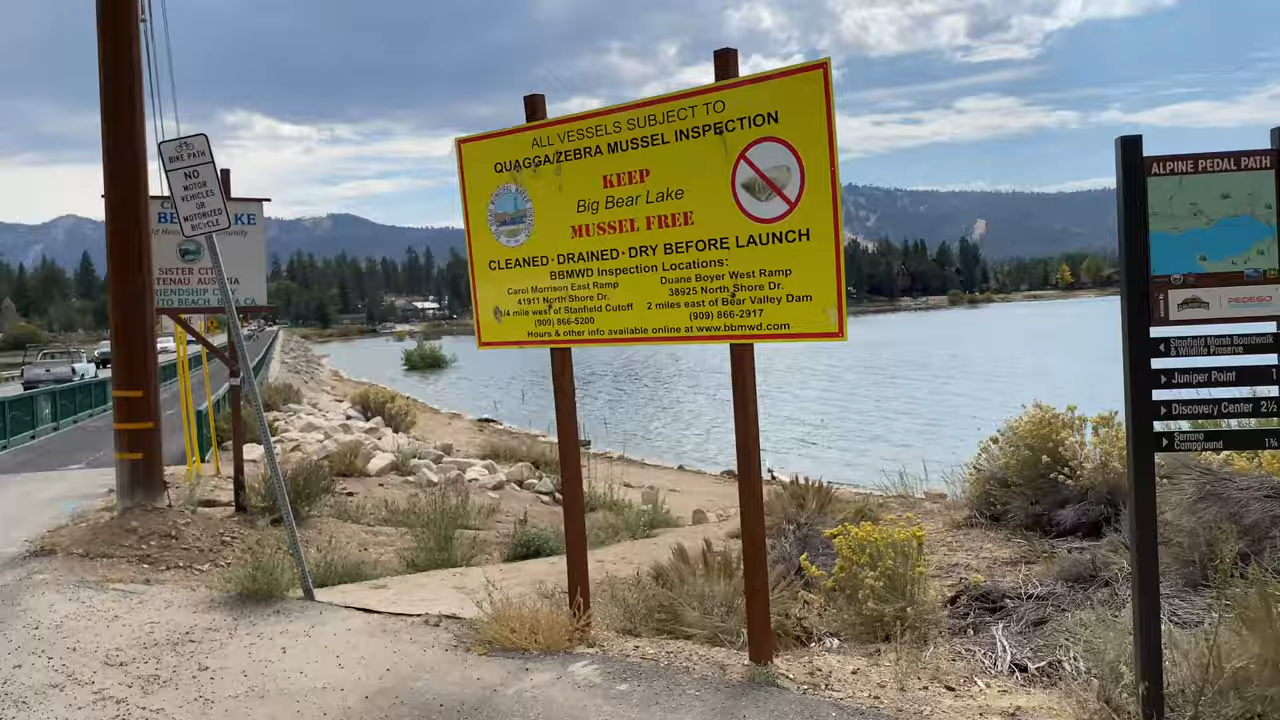 BIKE PATH
NO
MOTOR
VEHICLES
OR
MOTORIZED
BICYCLE
SISTER CITY
FRIENDSHIP CITY
ALL VESSELS SUBJECT TO
QUAGGA/ZEBRA MUSSEL INSPECTION
KEEP
Big Bear Lake
MUSSEL FREE
CLEANED · DRAINED · DRY BEFORE LAUNCH
BBMWD Inspection Locations:
Carol Morrison East Ramp
41911 North Shore Dr.
1/4 mile west of Stanfield Cutoff
(909) 866-5200
Duane Boyer West Ramp
38925 North Shore Dr.
2 miles east of Bear Valley Dam
(909) 866-2917
Hours & other info available online at www.bbmwd.com
ALPINE PEDAL PATH
PEDEGO
Stanfield Marsh Boardwalk
& Wildlife Preserve
Juniper Point 1
Discovery Center 2½
Serrano
Campground 1¾